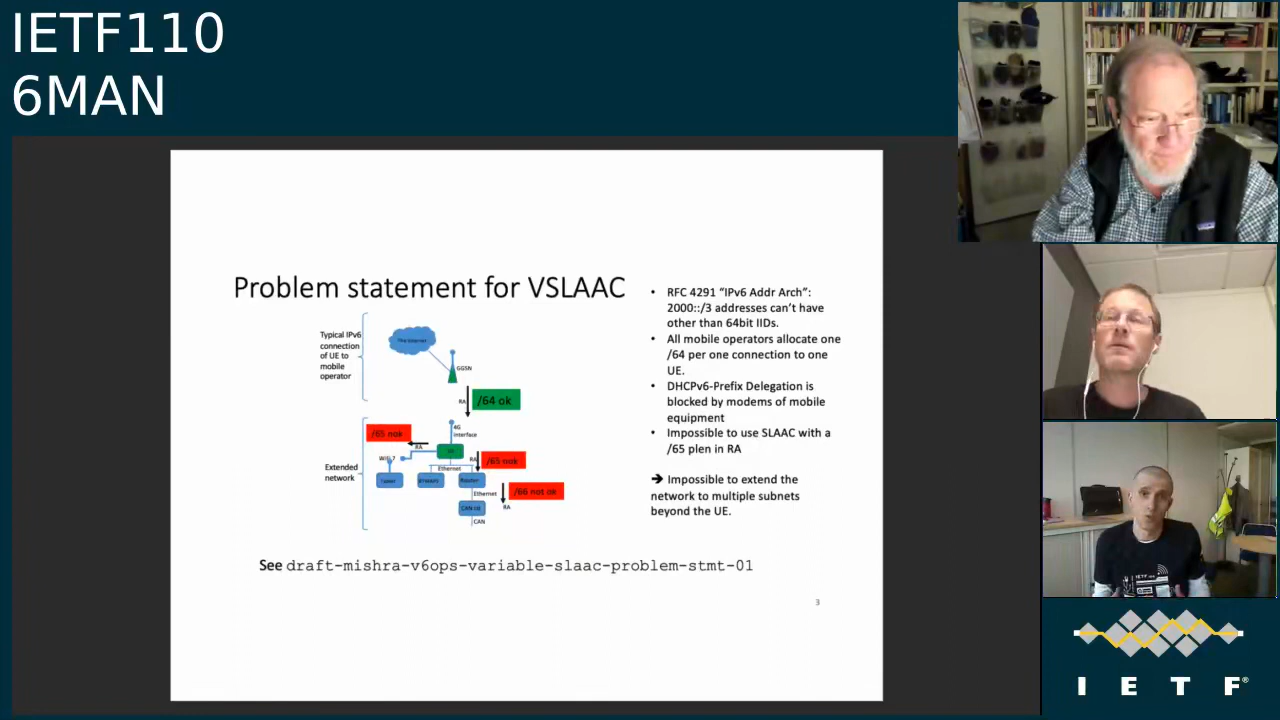 IETF110
6MAN
Problem statement for VSLAAC
Typical IPv6
connection
of UE to
mobile
operator
The Internet
GGSN
RA
/64 ok
4G
interface
/65 nok
RA
WiFi 7
RA
/65 nok
Ethernet
Extended
network
Router
Ethernet
/66 not ok
RA
CAN
• RFC 4291 “IPv6 Addr Arch”:
2000::/3 addresses can’t have
other than 64bit IIDs.
• All mobile operators allocate one
/64 per one connection to one
UE.
• DHCPv6-Prefix Delegation is
blocked by modems of mobile
equipment
• Impossible to use SLAAC with a
/65 plen in RA
➔ Impossible to extend the
network to multiple subnets
beyond the UE.
See draft-mishra-v6ops-variable-slaac-problem-stmt-01
3
I E T F®